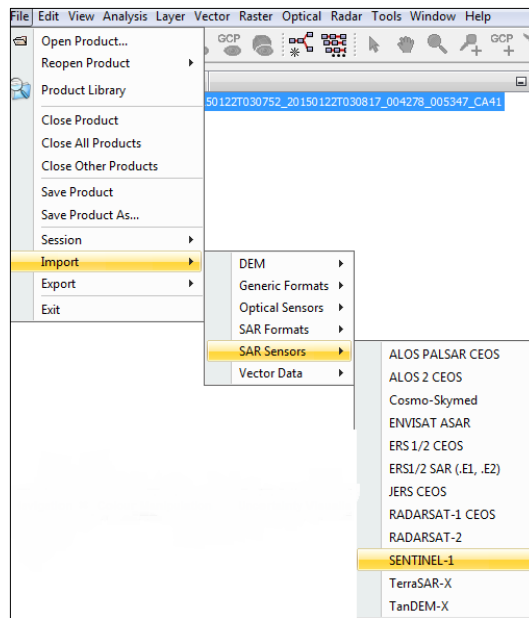 File Edit View Analysis Layer Vector Raster Optical Radar Tools Window Help
GCP GCP
Open Product...
Reopen Product
Product Library
50122T030752_20150122T030817_004278_005347_CA41
Close Product
Close All Products
Close Other Products
Save Product
Save Product As...
Session
Import
Export
Exit
DEM
Generic Formats
Optical Sensors
SAR Formats
SAR Sensors
Vector Data
ALOS PALSAR CEOS
ALOS 2 CEOS
Cosmo-Skymed
ENVISAT ASAR
ERS 1/2 CEOS
ERS1/2 SAR (.E1, .E2)
JERS CEOS
RADARSAT-1 CEOS
RADARSAT-2
SENTINEL-1
TerraSAR-X
TanDEM-X